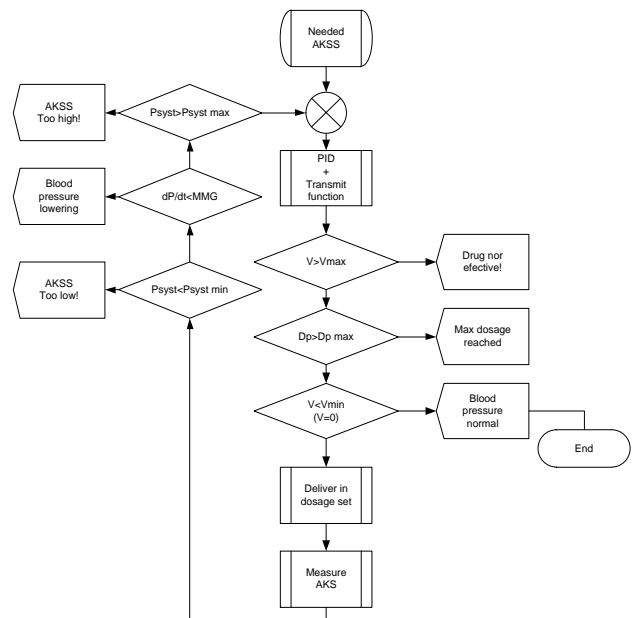 Needed
AKSS
AKSS
Too high!
Psyst>Psyst max
PID
+
Transmit
function
Blood
pressure
lowering
dP/dt<MMG
V>Vmax
Drug nor
efective!
AKSS
Too low!
Psyst<Psyst min
Dp>Dp max
Max dosage
reached
V<Vmin
(V=0)
Blood
pressure
normal
End
Deliver in
dosage set
Measure
AKS